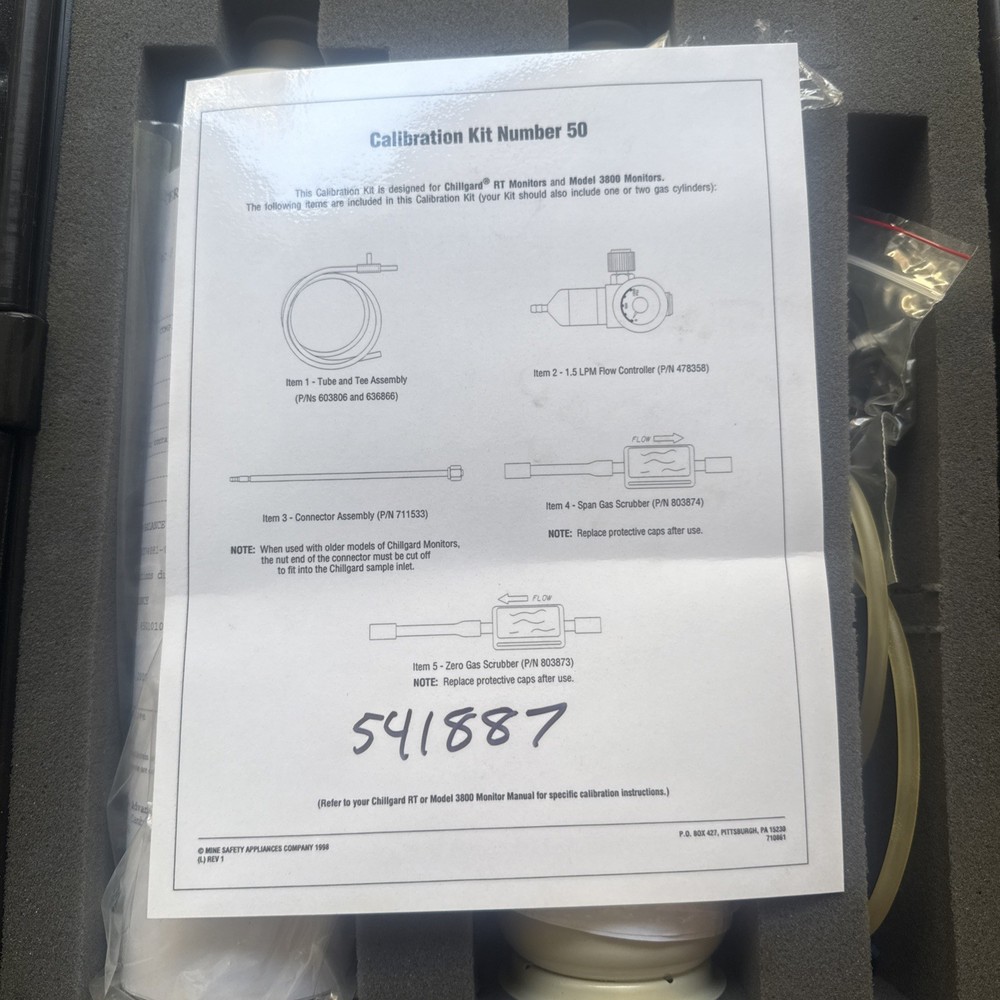 Calibration Kit Number 50
This Calibration Kit is designed for Chillgard® RT Monitors and Model 3800 Monitors.
The following items are included in this Calibration Kit (your Kit should also include one or two gas cylinders):
Item 1 - Tube and Tee Assembly
(P/Ns 603806 and 636866)
Item 2 - 1.5 LPM Flow Controller (P/N 478358)
Item 3 - Connector Assembly (P/N 711533)
NOTE: When used with older models of Chillgard Monitors,
the nut end of the connector must be cut off
to fit into the Chillgard sample inlet.
FLOW
Item 4 - Span Gas Scrubber (P/N 803874)
NOTE: Replace protective caps after use.
FLOW
Item 5 - Zero Gas Scrubber (P/N 803873)
NOTE: Replace protective caps after use.
541887
(Refer to your Chillgard RT or Model 3800 Monitor Manual for specific calibration instructions.)
© MINE SAFETY APPLIANCES COMPANY 1998
(L) REV 1
P.O. BOX 427, PITTSBURGH, PA 15230